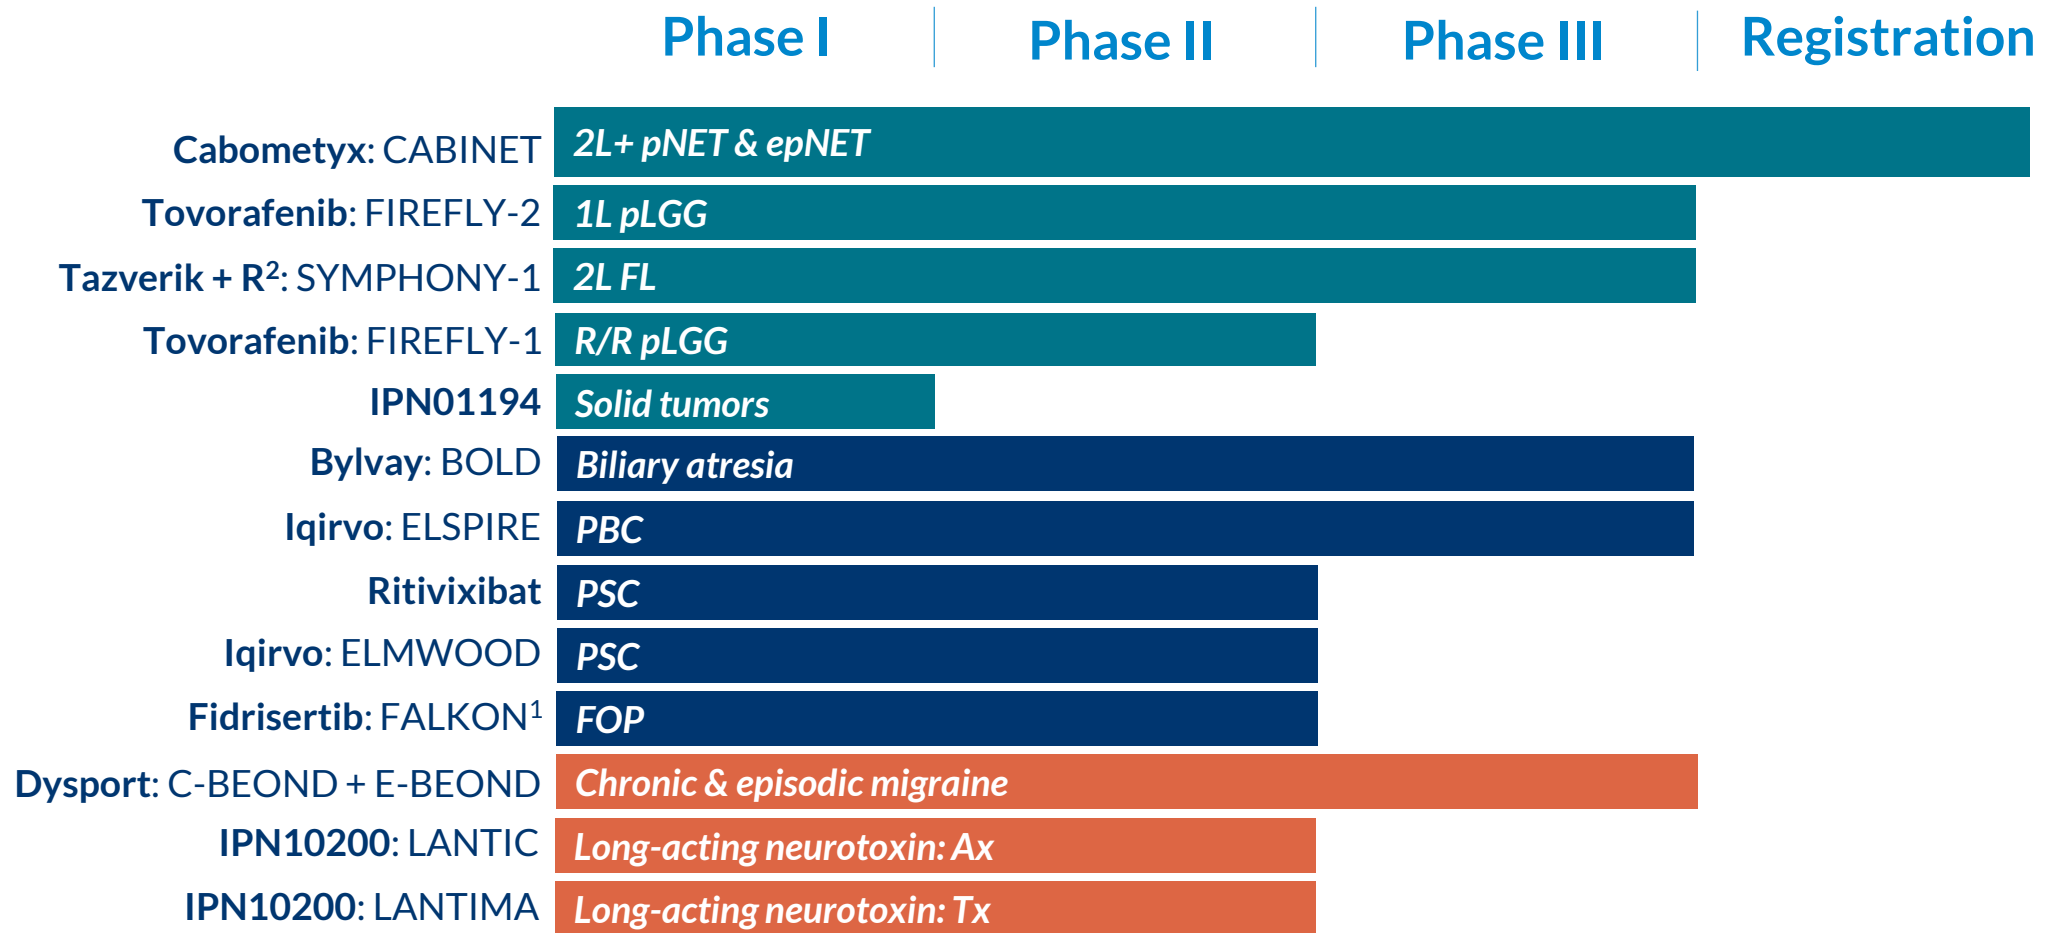 Phase I Phase II Phase III Registration
Cabometyx: CABINET 2L+ pNET & epNET
Tovorafenib: FIREFLY-2 1L pLGG
Tazverik + R²: SYMPHONY-1 2L FL
Tovorafenib: FIREFLY-1 R/R pLGG
IPN01194 Solid tumors
Bylvay: BOLD Biliary atresia
Iqirvo: ELSPIRE PBC
Ritivixibat PSC
Iqirvo: ELMWOOD PSC
Fidrisertib: FALKON¹ FOP
Dysport: C-BEOND + E-BEOND Chronic & episodic migraine
IPN10200: LANTIC Long-acting neurotoxin: Ax
IPN10200: LANTIMA Long-acting neurotoxin: Tx